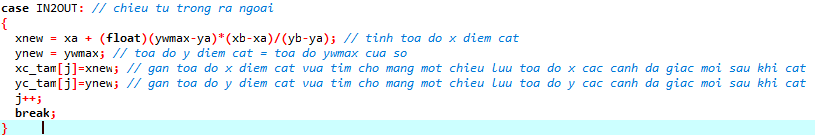 case IN2OUT: // chieu tu trong ra ngoai
{
xnew = xa + (float)(ywmax-ya)*(xb-xa)/(yb-ya); // tinh toa do x diem cat
ynew = ywmax; // toa do y diem cat = toa do ywmax cua so
xc_tam[j]=xnew; // gan toa do x diem cat vua tim cho mang mot chieu luu toa do x cac canh da giac moi sau khi cat
yc_tam[j]=ynew; // gan toa do y diem cat vua tim cho mang mot chieu luu toa do y cac canh da giac moi sau khi cat
j++;
break;
}